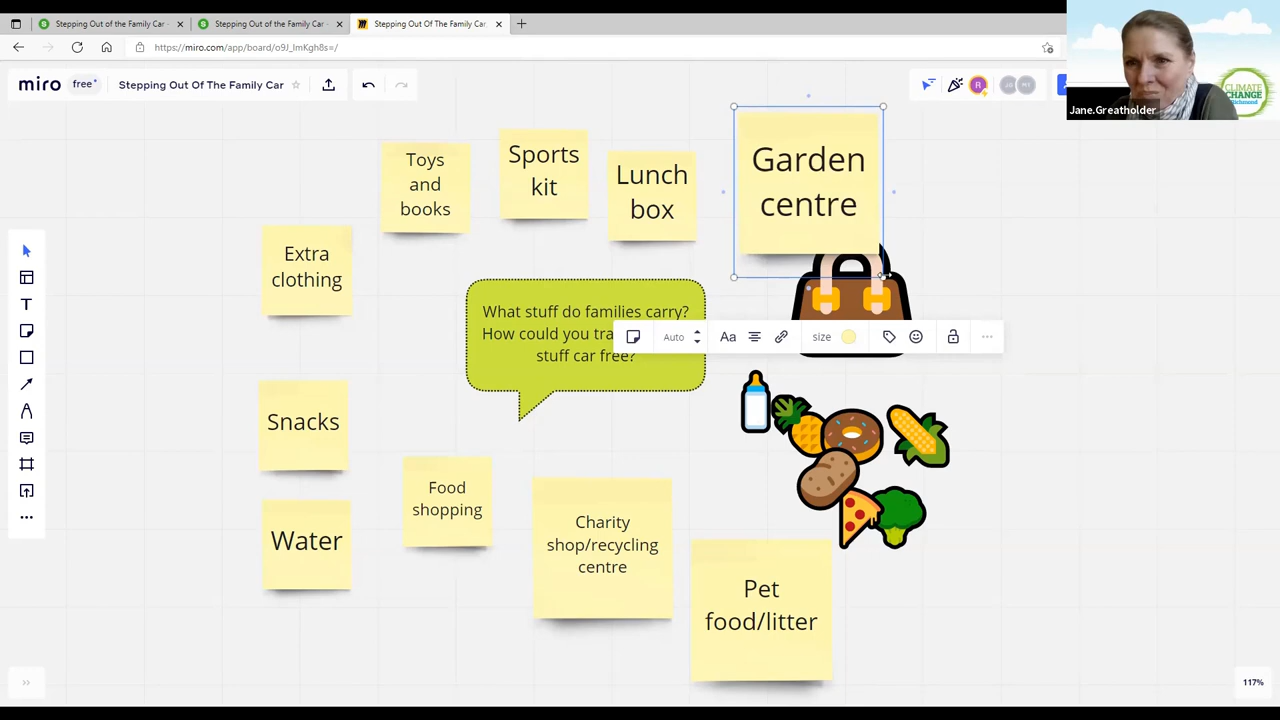 Stepping Out of the Family Car -
Stepping Out of the Family Car -
Stepping Out Of The Family Car,
https://miro.com/app/board/o9J_lmKgh8s=/
miro
free
Stepping Out Of The Family Car
R
Jane.Greatholder
CLIMATE
CHANGE
Richmond
Toys
and
books
Sports
kit
Lunch
box
Garden
centre
Extra
clothing
What stuff do families carry?
How could you tra
stuff car free?
Auto
Aa
size
Snacks
Food
shopping
Charity
shop/recycling
centre
Water
Pet
food/litter
117%